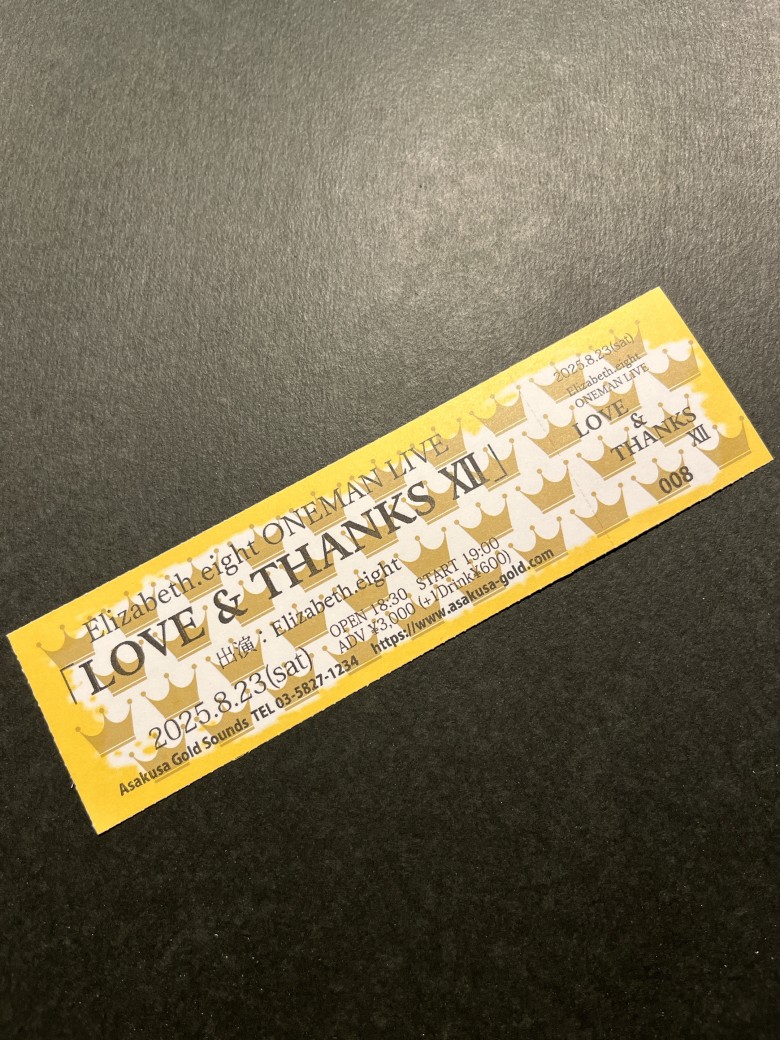 Elizabeth.eight ONEMAN LIVE
「LOVE & THANKS XII」
出演：Elizabeth.eight
2025.8.23(sat)
OPEN 18:30 START 19:00
ADV ¥3,000 (+1Drink¥600)
Asakusa Gold Sounds TEL 03-5827-1234 https://www.asakusa-gold.com
2025.8.23(sat)
Elizabeth.eight
ONEMAN LIVE
LOVE
&
THANKS
XII
008